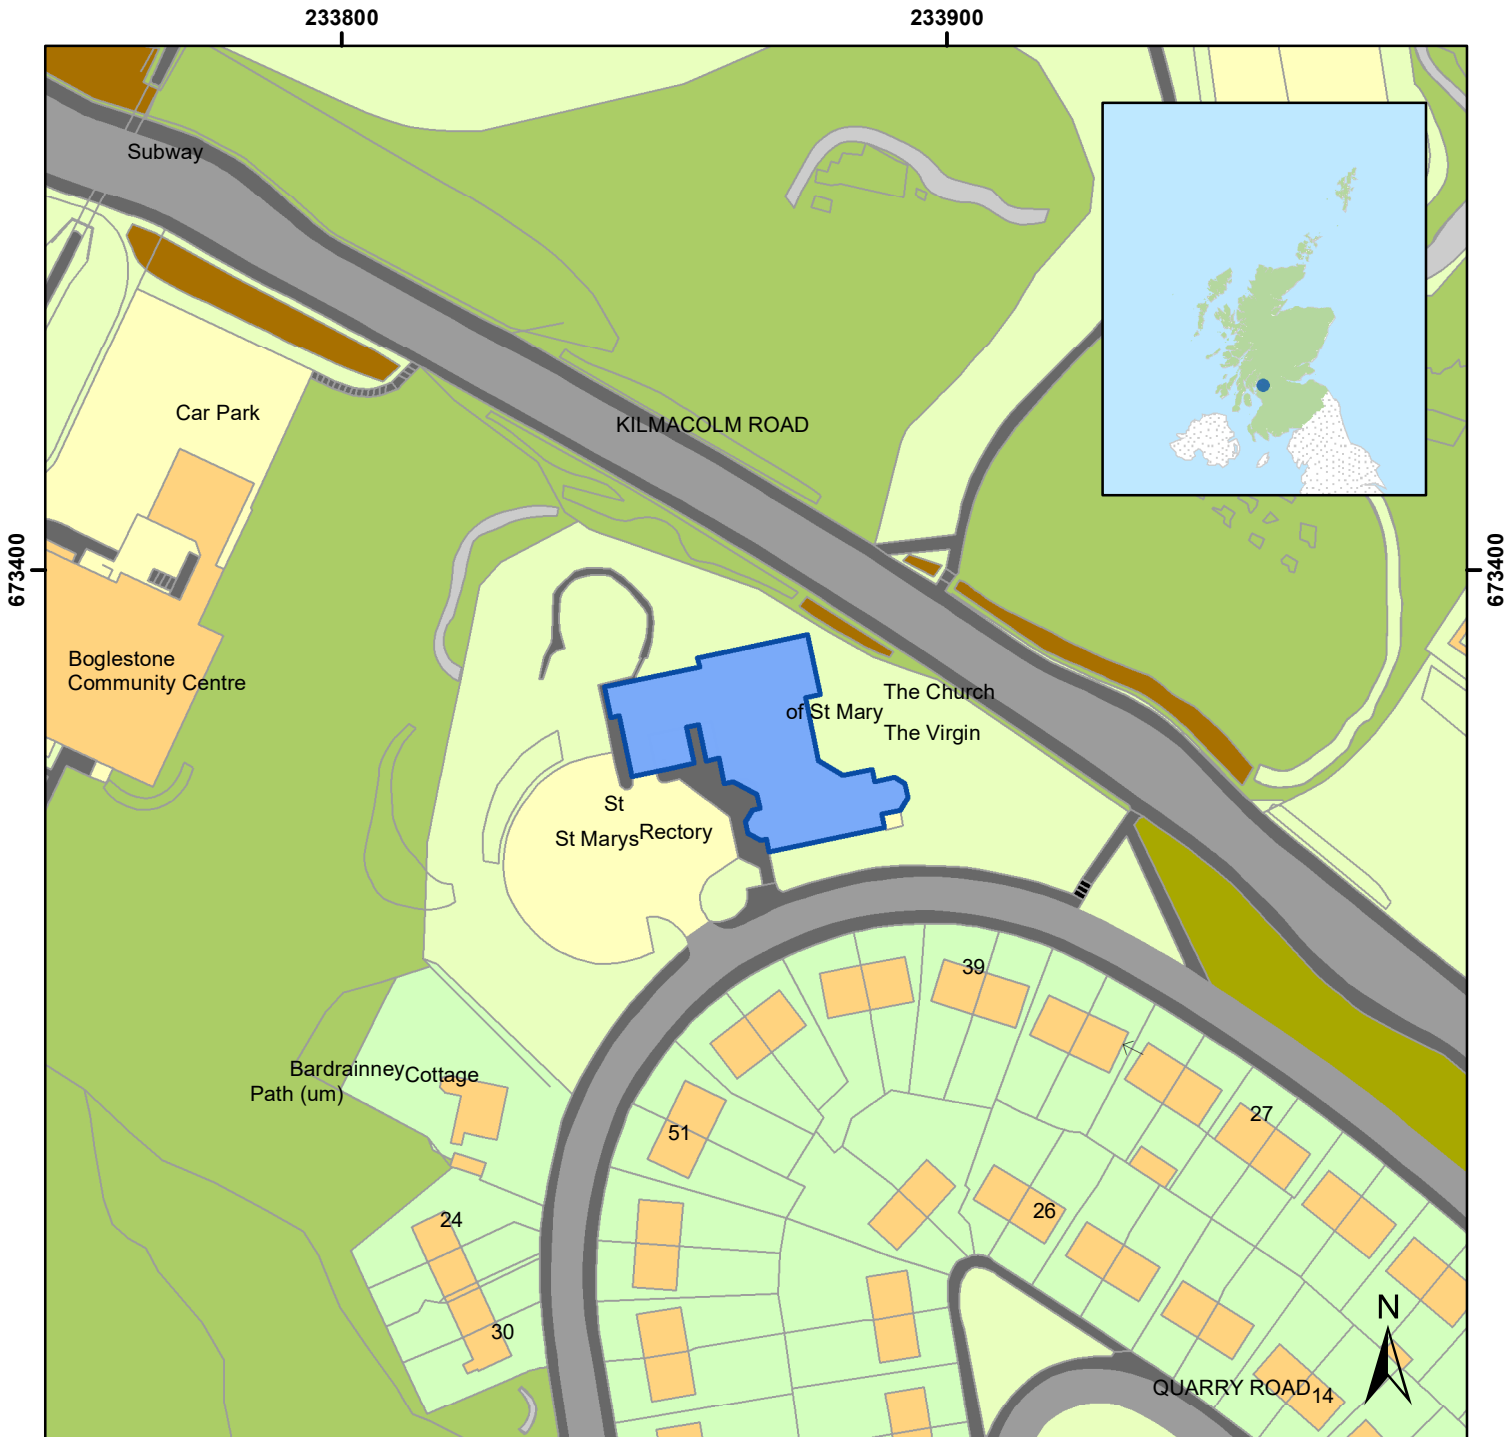 233800
233900
Subway
Car Park
KILMACOLM ROAD
673400
673400
Boglestone
Community Centre
The Church
of St Mary
The Virgin
St
St Marys Rectory
39
Bardrainney Cottage
Path (um)
51
27
24
26
30
N
QUARRY ROAD
14